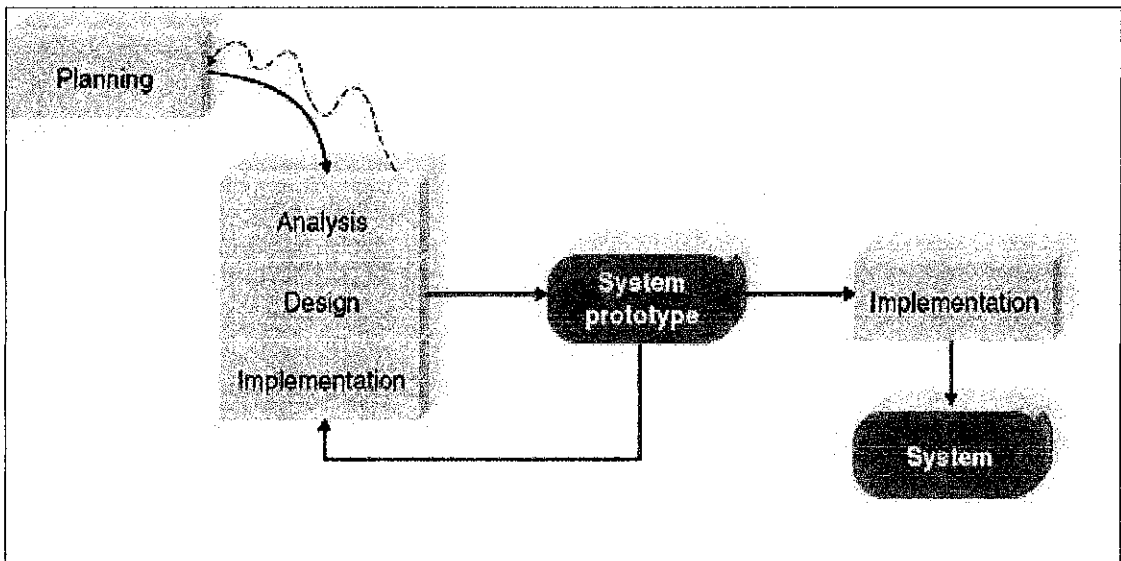 Planning
Analysis
Design
Implementation
System
prototype
Implementation
System